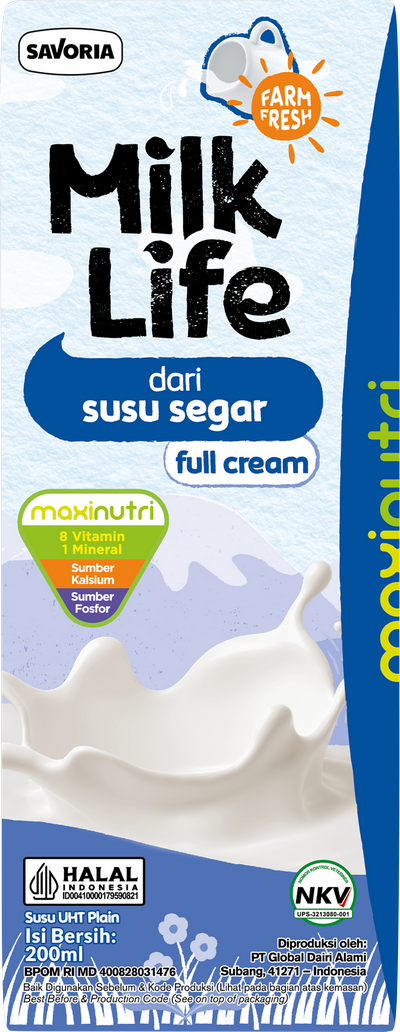 SAVORIA
FARM
FRESH
Milk
Life
dari
susu segar
full cream
maxinutri
maxinutri
8 Vitamin
1 Mineral
Sumber
Kalsium
Sumber
Fosfor
HALAL
INDONESIA
ID00410000179590821
NOMOR KONTROL VETERINER
NKV
UPS-3213080-001
Susu UHT Plain
Isi Bersih:
200ml
BPOM RI MD 400828031476
Diproduksi oleh:
PT Global Dairi Alami
Subang, 41271 – Indonesia
Baik Digunakan Sebelum & Kode Produksi (Lihat pada bagian atas kemasan)
Best Before & Production Code (See on top of packaging)